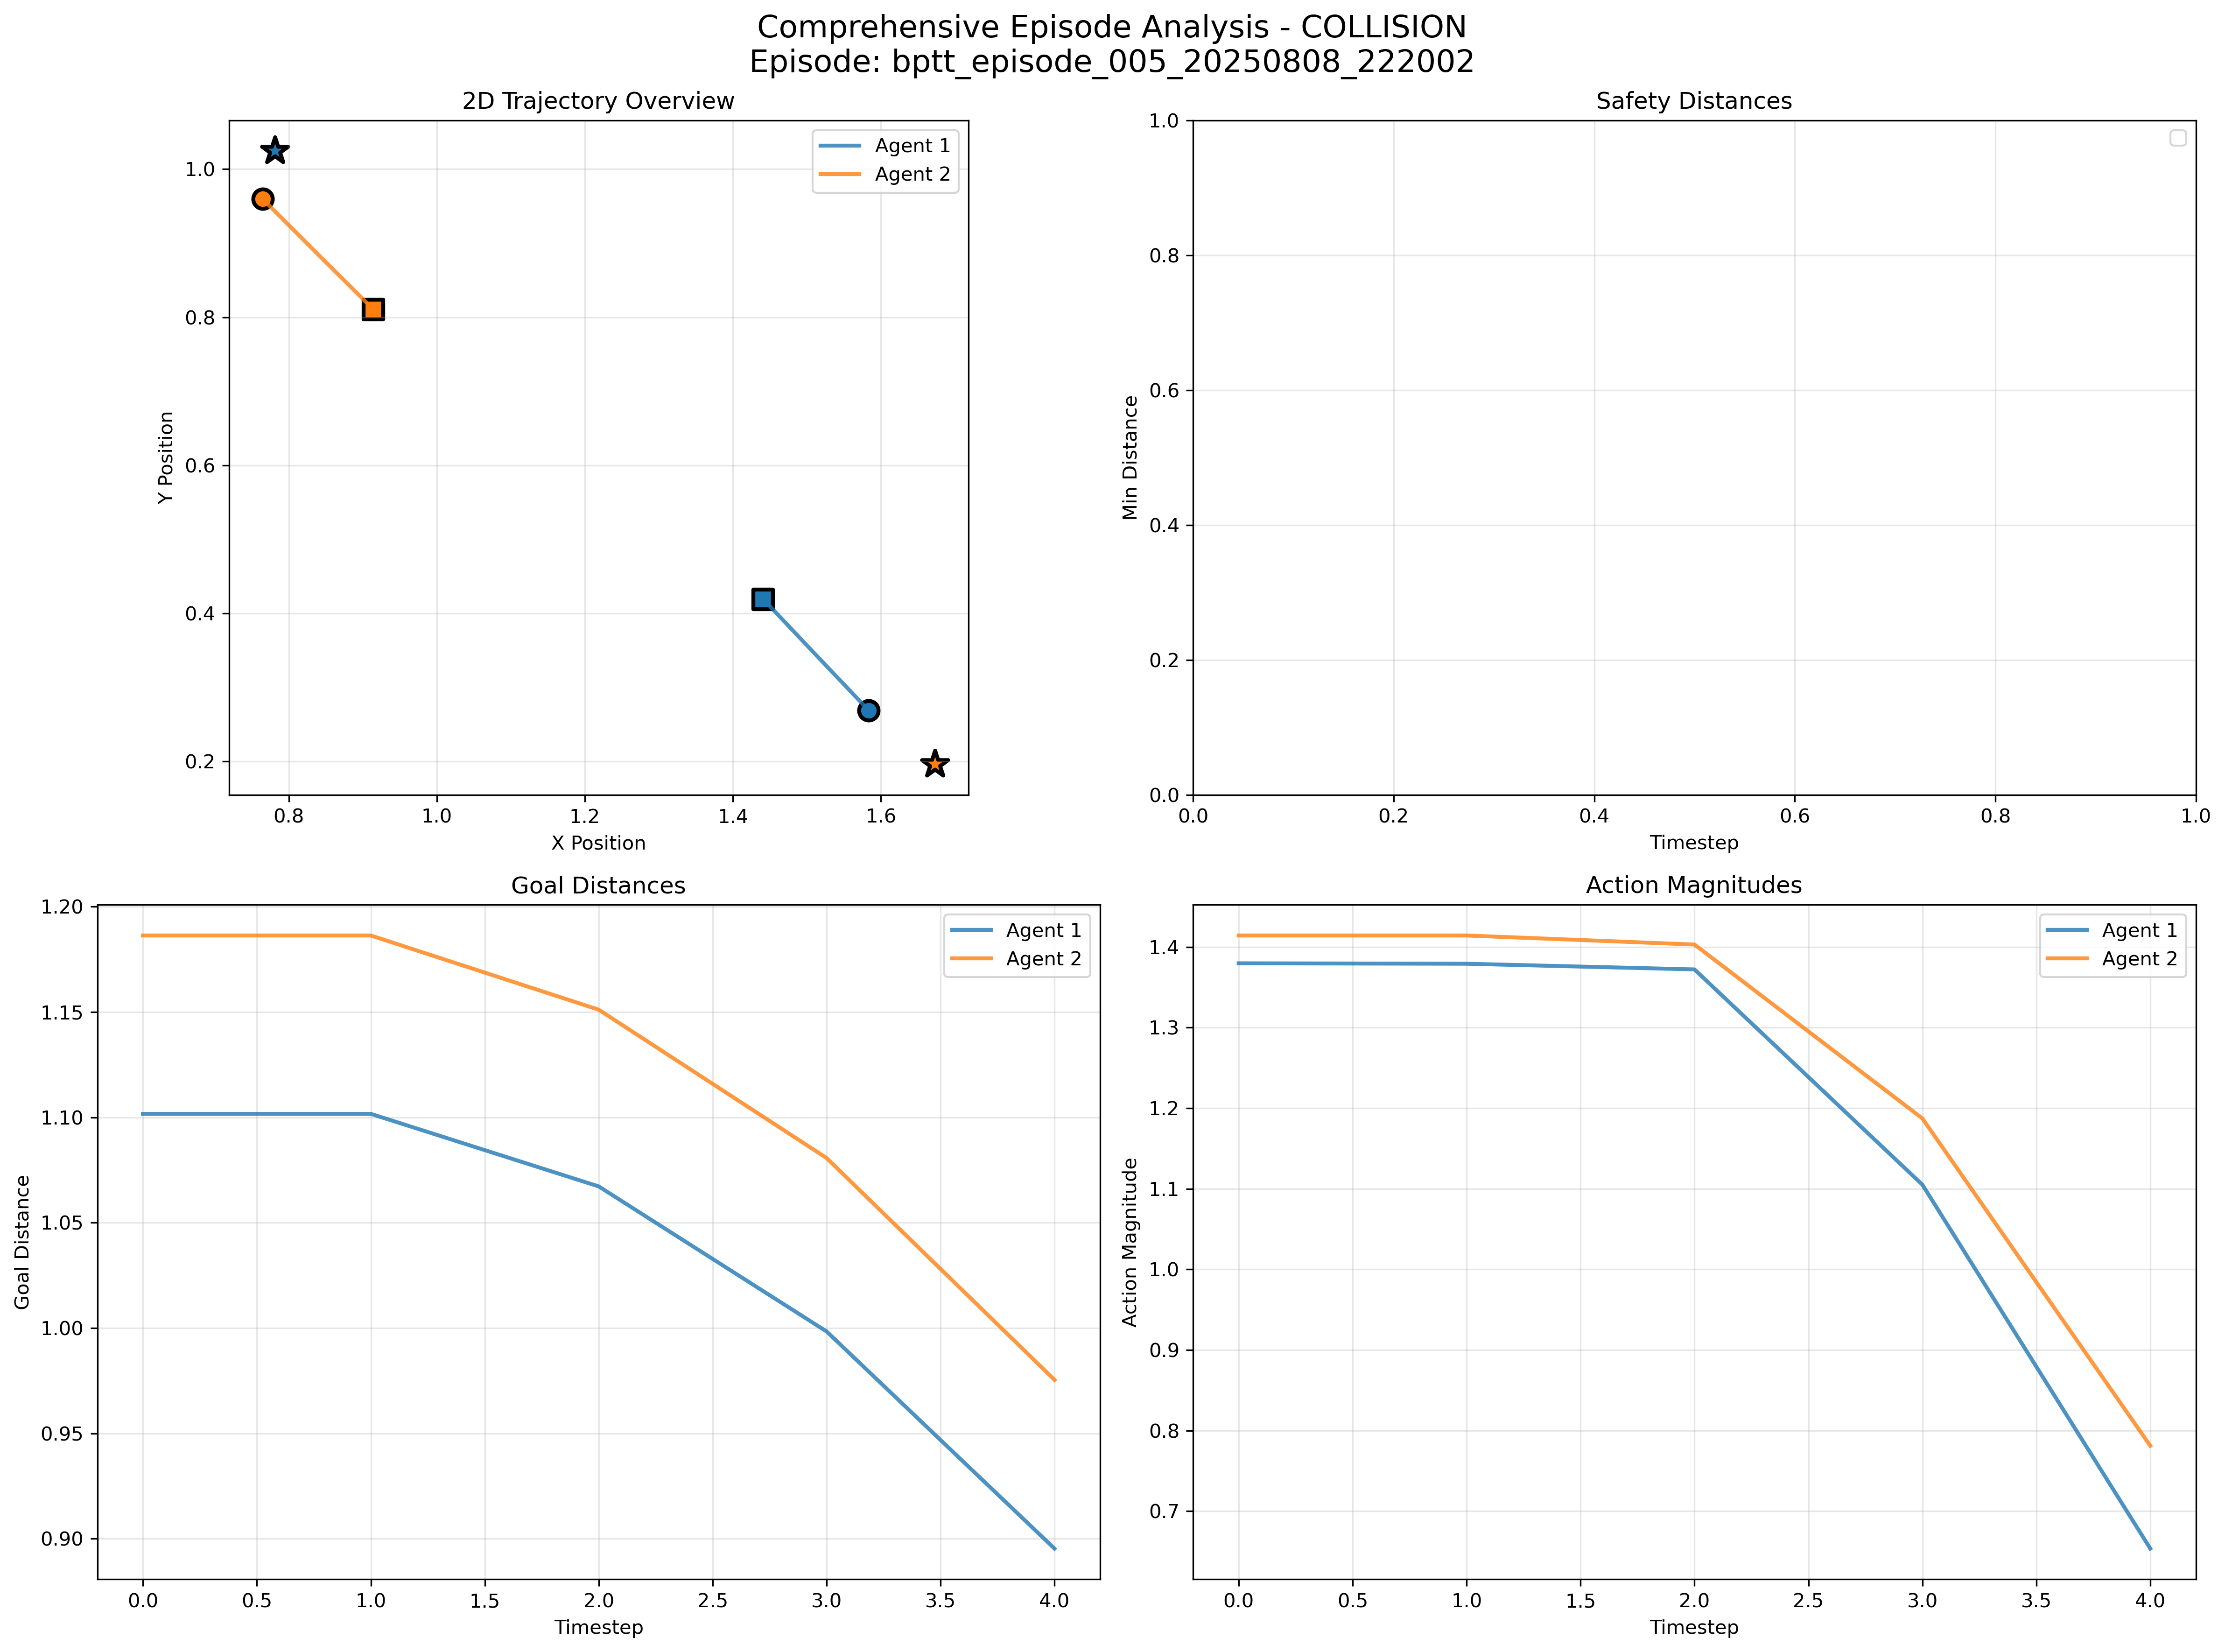 Comprehensive Episode Analysis - COLLISION
Episode: bptt_episode_005_20250808_222002
2D Trajectory Overview
Agent 1
Agent 2
1.0
0.8
0.6
0.4
0.2
Y Position
0.8
1.0
1.2
1.4
1.6
X Position
Safety Distances
1.0
0.8
0.6
0.4
0.2
0.0
Min Distance
0.0
0.2
0.4
0.6
0.8
1.0
Timestep
Goal Distances
Agent 1
Agent 2
1.20
1.15
1.10
1.05
1.00
0.95
0.90
Goal Distance
0.0
0.5
1.0
1.5
2.0
2.5
3.0
3.5
4.0
Timestep
Action Magnitudes
Agent 1
Agent 2
1.4
1.3
1.2
1.1
1.0
0.9
0.8
0.7
Action Magnitude
0.0
0.5
1.0
1.5
2.0
2.5
3.0
3.5
4.0
Timestep